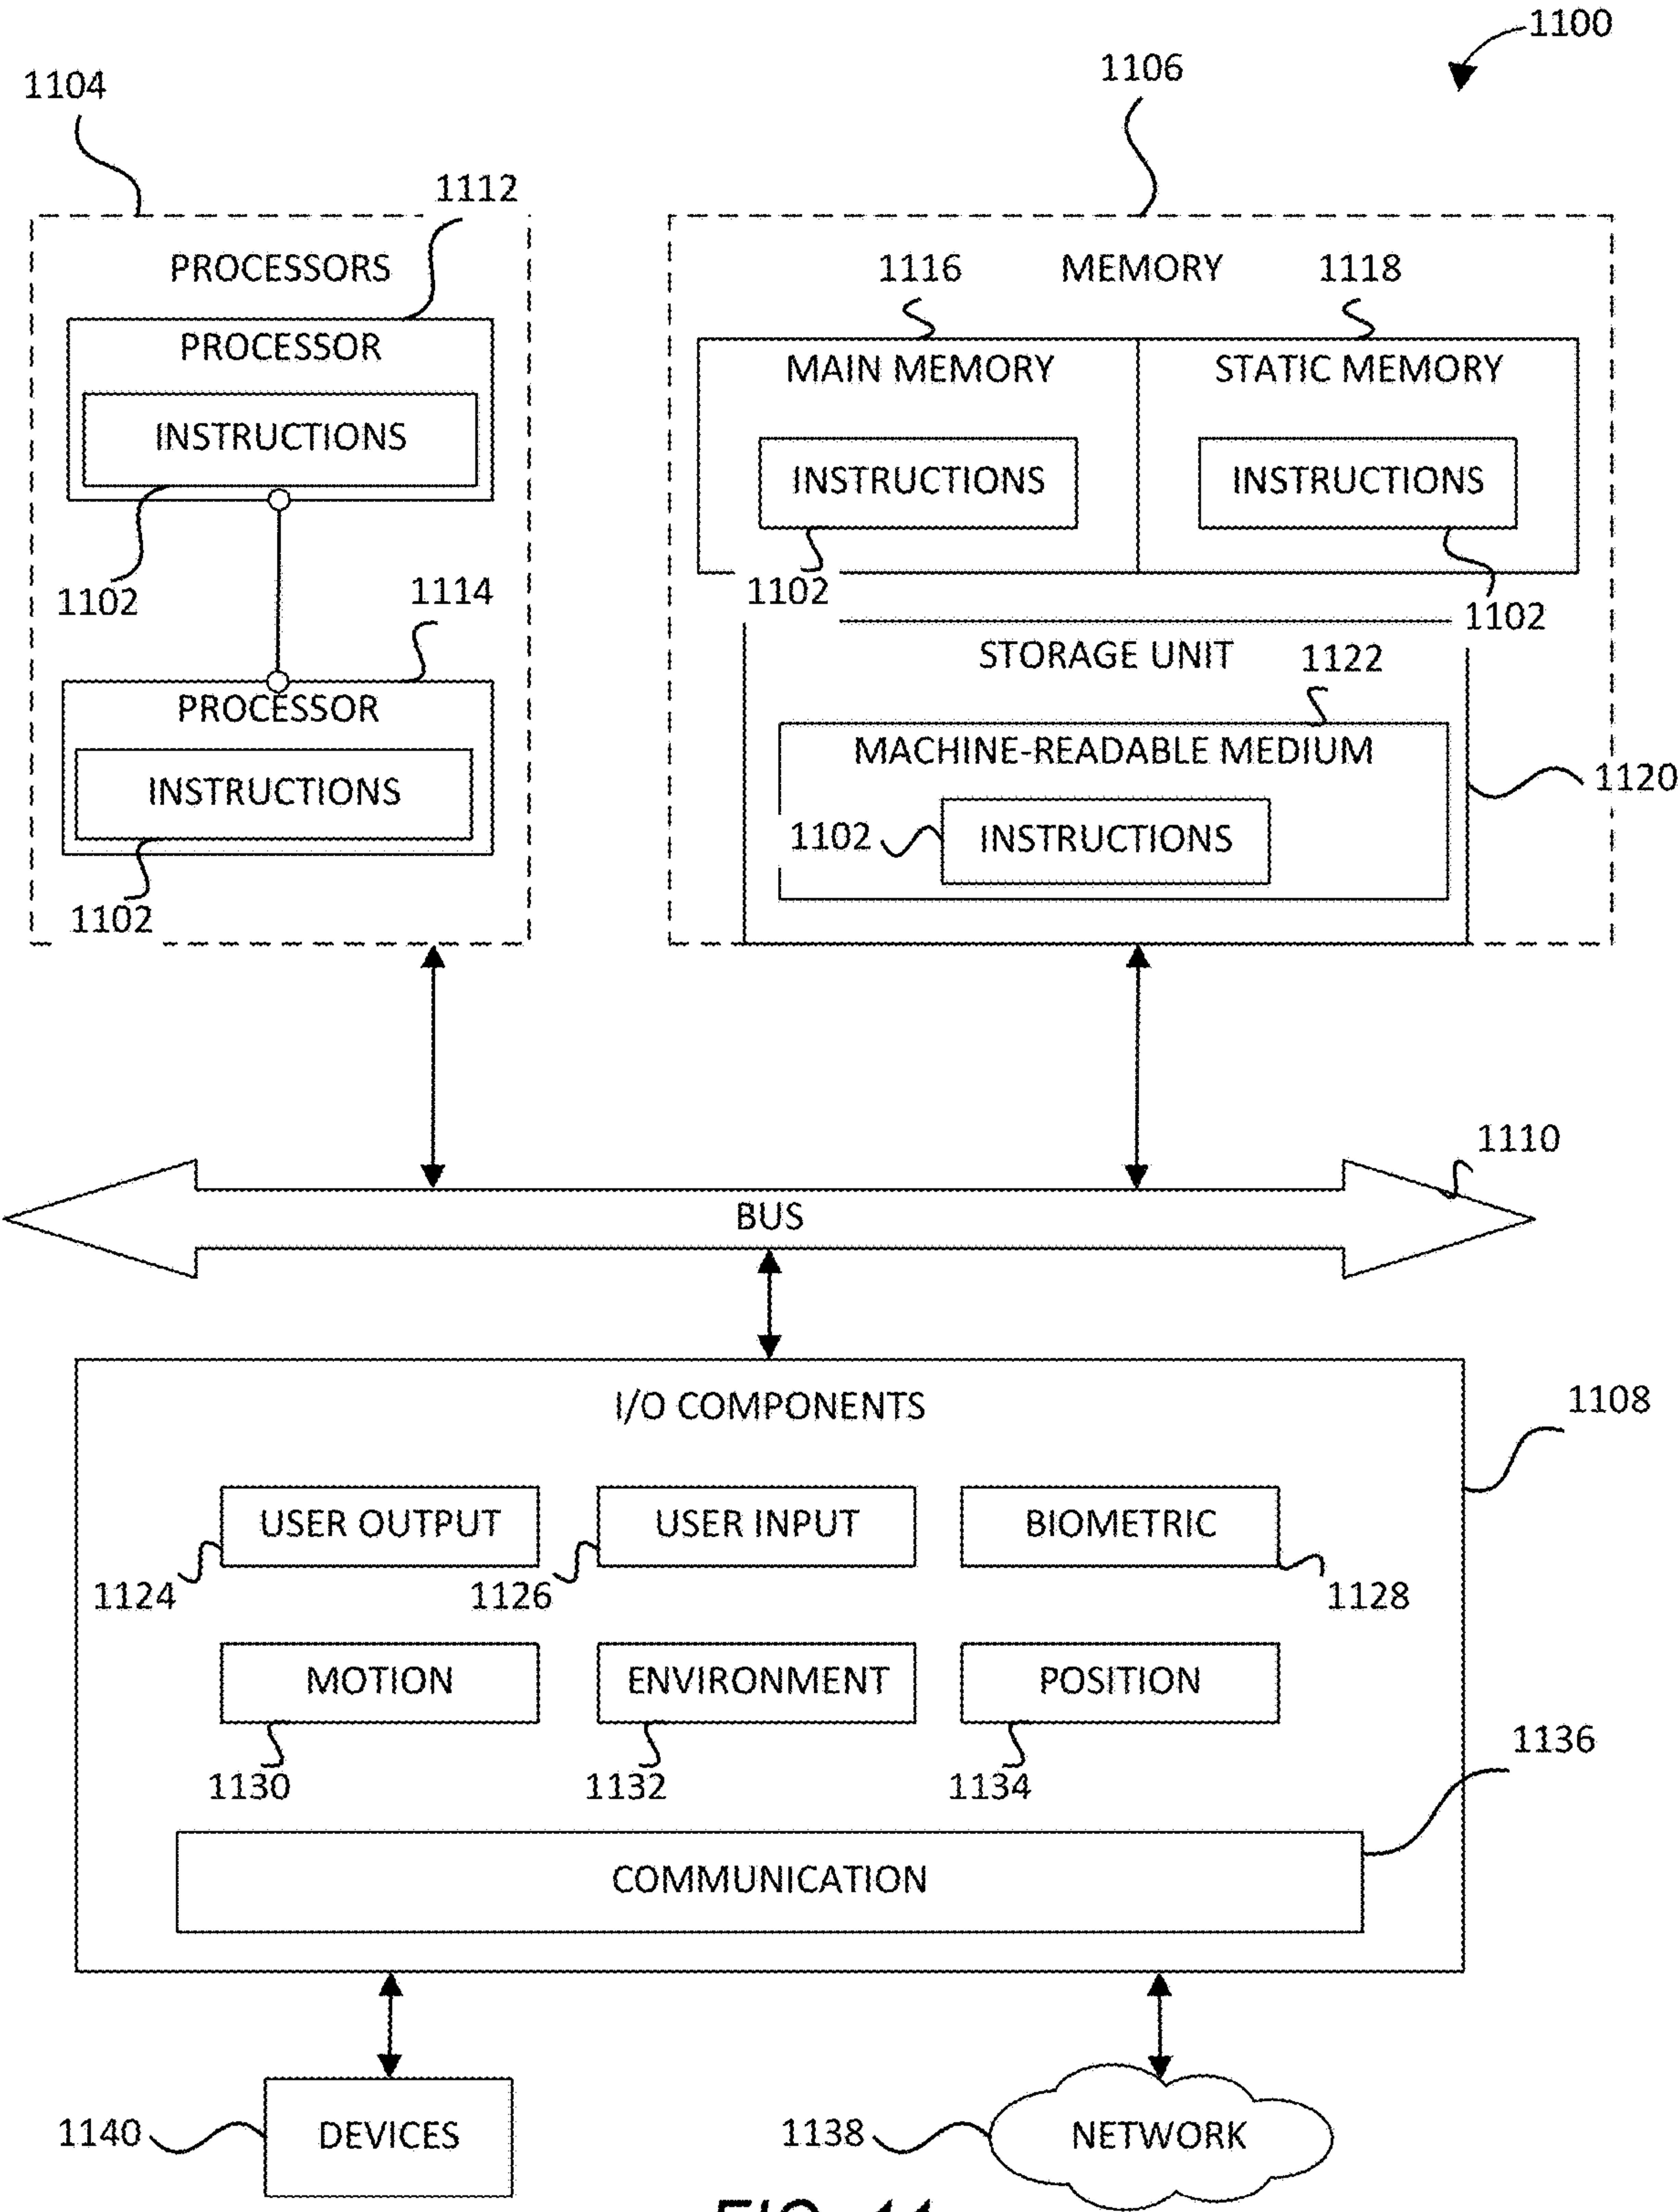 1100
1104
1106
1112
PROCESSORS
1116
MEMORY
1118
PROCESSOR
MAIN MEMORY
STATIC MEMORY
INSTRUCTIONS
INSTRUCTIONS
INSTRUCTIONS
1102
1114
1102
1102
STORAGE UNIT
1122
PROCESSOR
MACHINE-READABLE MEDIUM
1120
INSTRUCTIONS
1102
INSTRUCTIONS
1102
1110
BUS
I/O COMPONENTS
1108
USER OUTPUT
USER INPUT
BIOMETRIC
1124
1126
1128
MOTION
ENVIRONMENT
POSITION
1136
1130
1132
1134
COMMUNICATION
1140
DEVICES
1138
NETWORK
FIG. 11